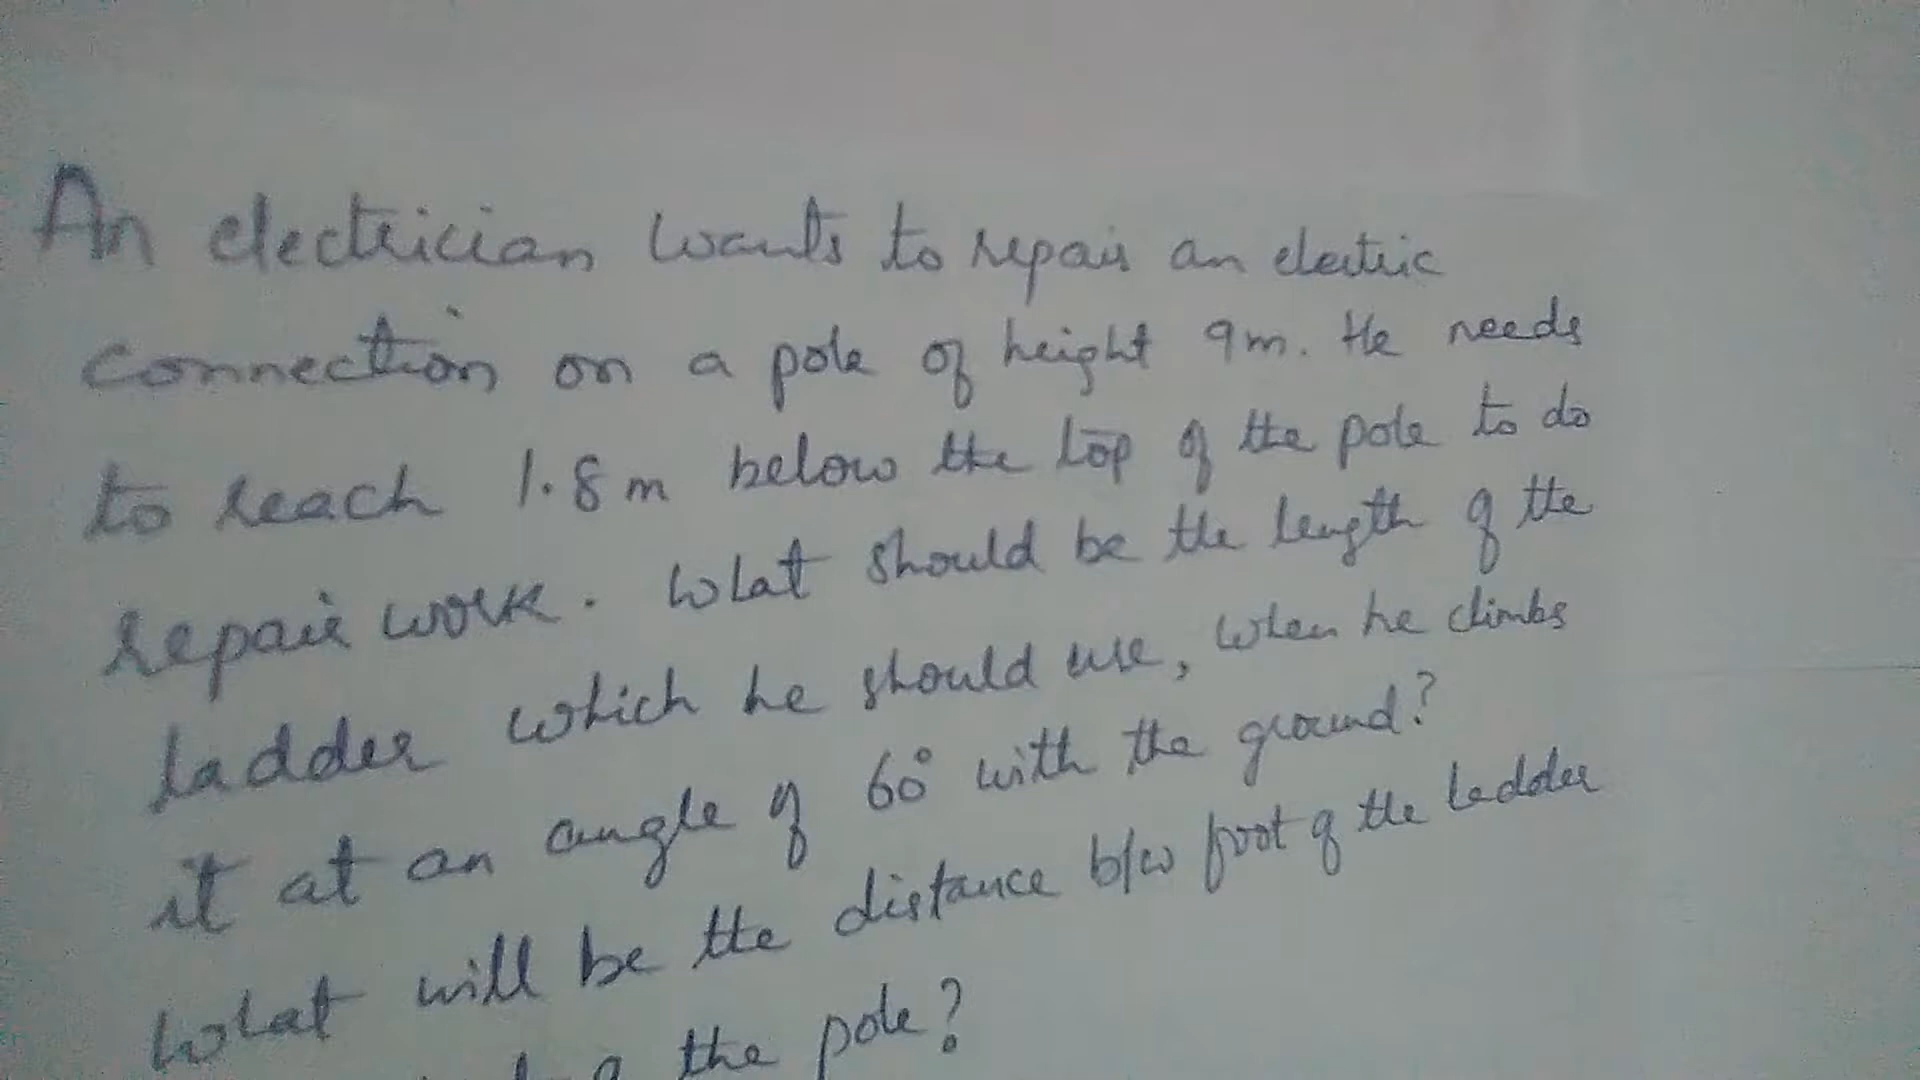 An electrician wants to repair an electric
connection on a pole of height 9m. He needs
to reach 1.8m below the top of the pole to do
repair work. What should be the length of the
ladder which he should use, when he climbs
it at an angle of 60° with the ground?
What will be the distance b/w foot of the ladder
the pole?